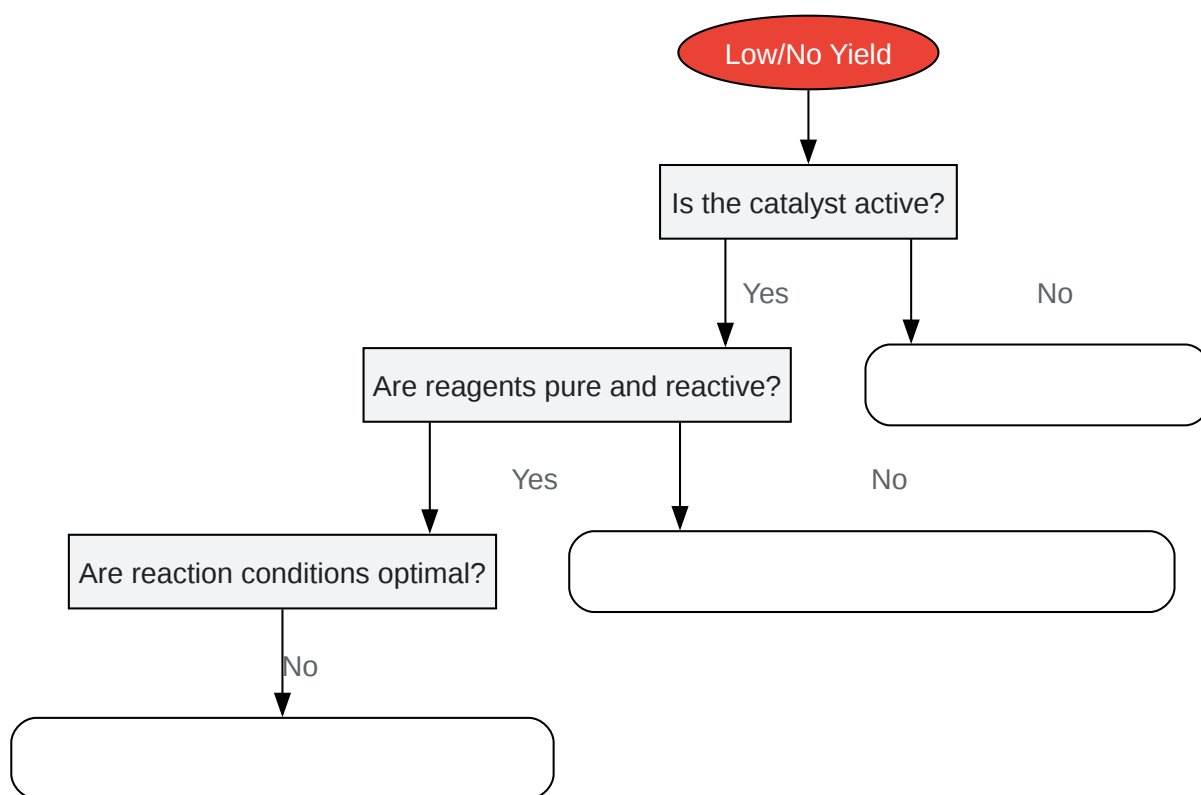 Low/No Yield
Is the catalyst active?
Yes
No
Are reagents pure and reactive?
Yes
No
Are reaction conditions optimal?
No